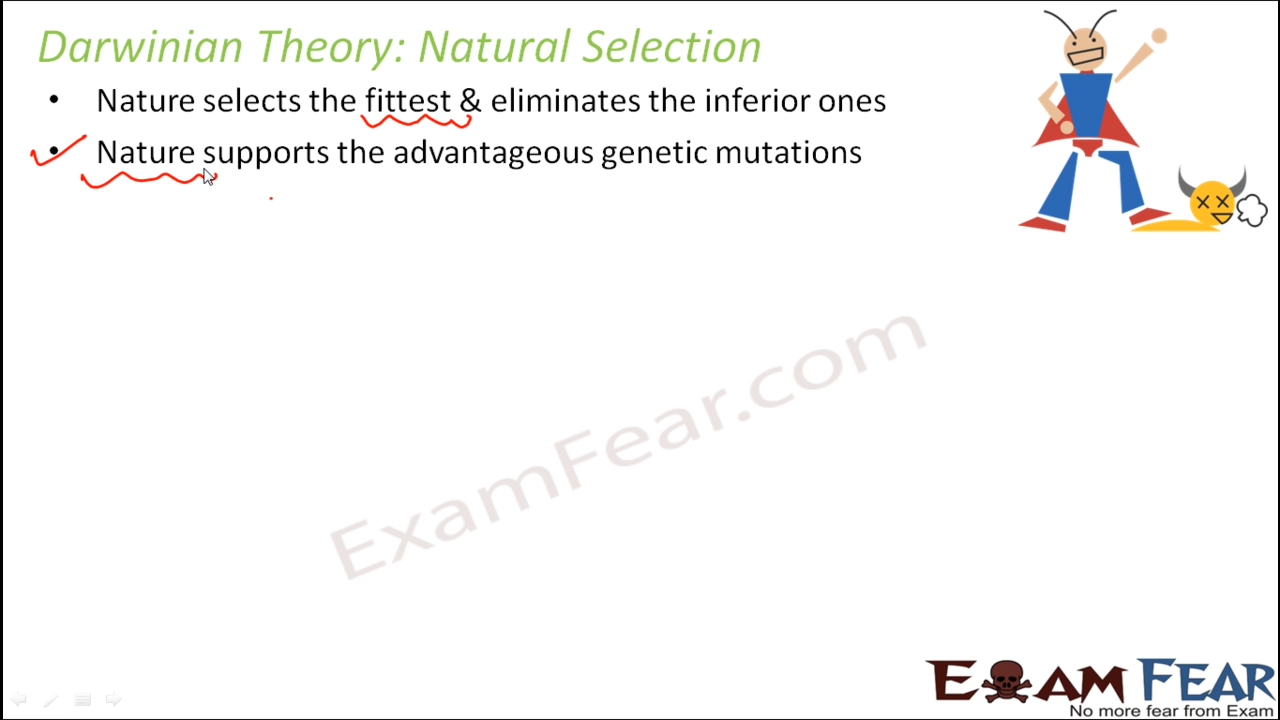 Darwinian Theory: Natural Selection
• Nature selects the fittest & eliminates the inferior ones
• Nature supports the advantageous genetic mutations
ExamFear.com
EXAM FEAR
No more fear from Exam